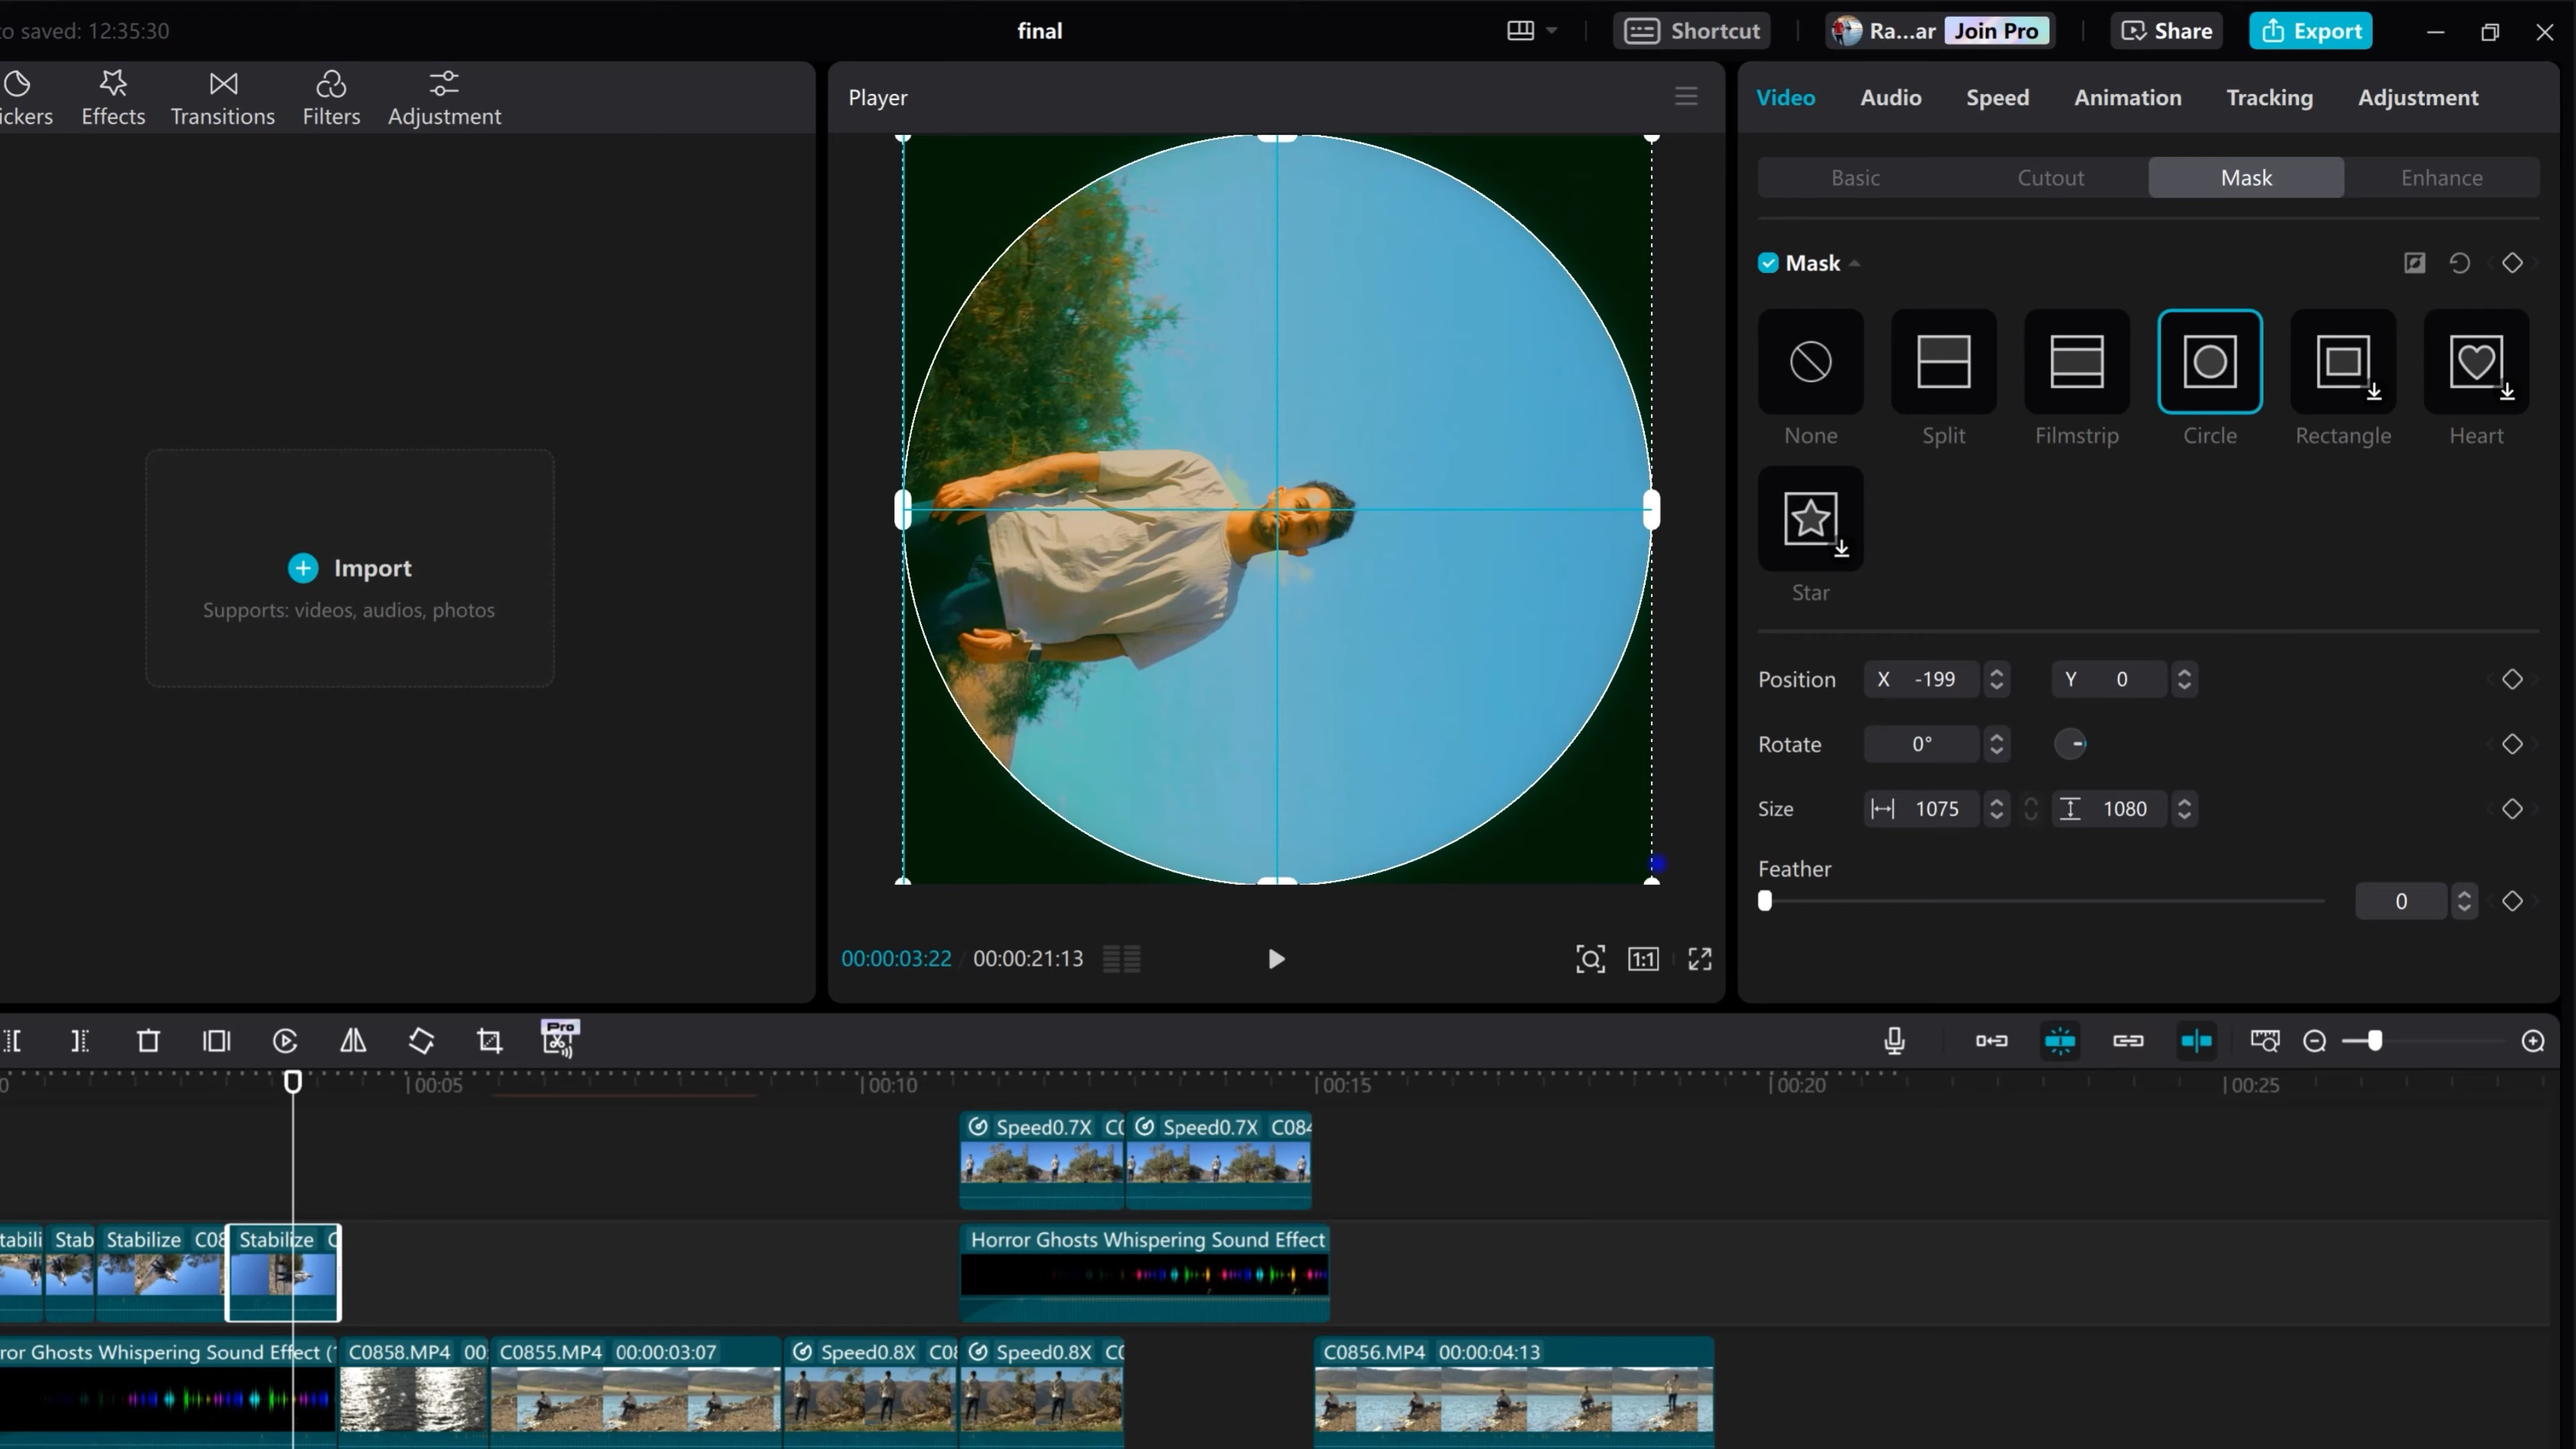 to saved: 12:35:30
final
Shortcut
Ra...ar
Join Pro
Share
Export
ickers
Effects
Transitions
Filters
Adjustment
Player
Video
Audio
Speed
Animation
Tracking
Adjustment
Basic
Cutout
Mask
Enhance
Mask
None
Split
Filmstrip
Circle
Rectangle
Heart
Star
Import
Supports: videos, audios, photos
Position
X -199
Y 0
Rotate
0°
Size
1075
1080
Feather
0
00:00:03:22 / 00:00:21:13
1:1
Pro
0
00:05
00:10
00:15
00:20
00:25
Speed0.7X C0
Speed0.7X C084
tabili
Stab
Stabilize C08
Stabilize C
Horror Ghosts Whispering Sound Effect
ror Ghosts Whispering Sound Effect (
C0858.MP4 00:
C0855.MP4 00:00:03:07
Speed0.8X C08
Speed0.8X C0
C0856.MP4 00:00:04:13